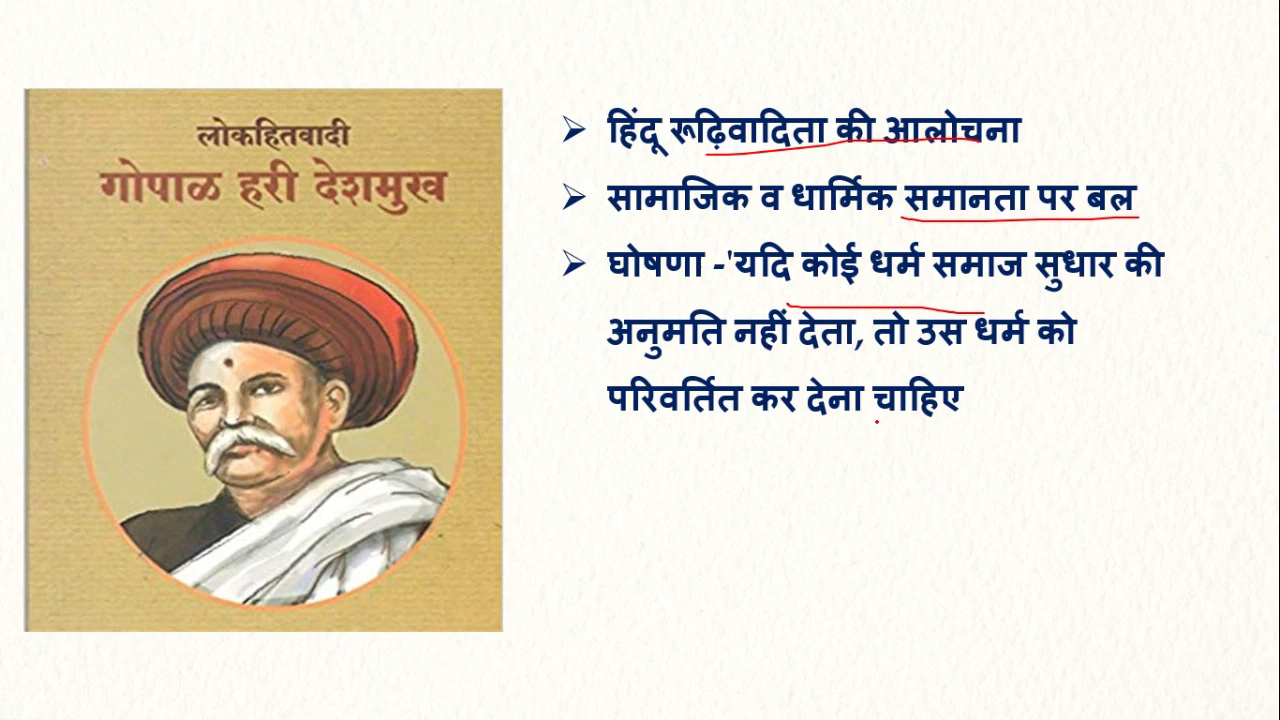 लोकहितवादी
गोपाळ हरी देशमुख
➢ हिंदू रूढ़िवादिता की आलोचना
➢ सामाजिक व धार्मिक समानता पर बल
➢ घोषणा -'यदि कोई धर्म समाज सुधार की
अनुमति नहीं देता, तो उस धर्म को
परिवर्तित कर देना चाहिए